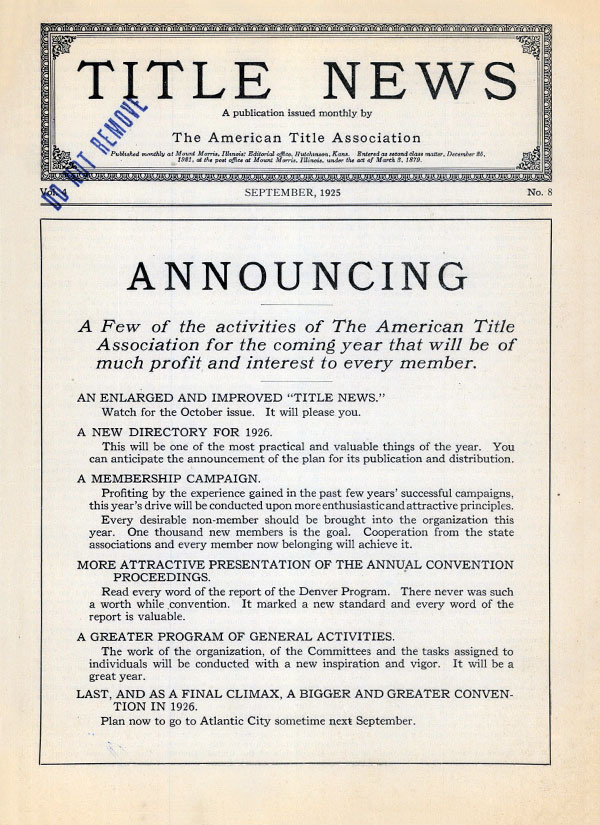 TITLE NEWS
A publication issued monthly by
The American Title Association
Published monthly at Mount Morris, Illinois; Editorial office, Hutchinson, Kans. Entered as second class matter, December 26,
1921, at the post office at Mount Morris, Illinois, under the act of March 3, 1879.
DO NOT REMOVE
Vol. 4 SEPTEMBER, 1925 No. 8
ANNOUNCING
A Few of the activities of The American Title
Association for the coming year that will be of
much profit and interest to every member.
AN ENLARGED AND IMPROVED "TITLE NEWS."
Watch for the October issue. It will please you.
A NEW DIRECTORY FOR 1926.
This will be one of the most practical and valuable things of the year. You
can anticipate the announcement of the plan for its publication and distribution.
A MEMBERSHIP CAMPAIGN.
Profiting by the experience gained in the past few years' successful campaigns,
this year's drive will be conducted upon more enthusiastic and attractive principles.
Every desirable non-member should be brought into the organization this
year. One thousand new members is the goal. Cooperation from the state
associations and every member now belonging will achieve it.
MORE ATTRACTIVE PRESENTATION OF THE ANNUAL CONVENTION
PROCEEDINGS.
Read every word of the report of the Denver Program. There never was such
a worth while convention. It marked a new standard and every word of the
report is valuable.
A GREATER PROGRAM OF GENERAL ACTIVITIES.
The work of the organization, of the Committees and the tasks assigned to
individuals will be conducted with a new inspiration and vigor. It will be a
great year.
LAST, AND AS A FINAL CLIMAX, A BIGGER AND GREATER CONVEN-
TION IN 1926.
Plan now to go to Atlantic City sometime next September.